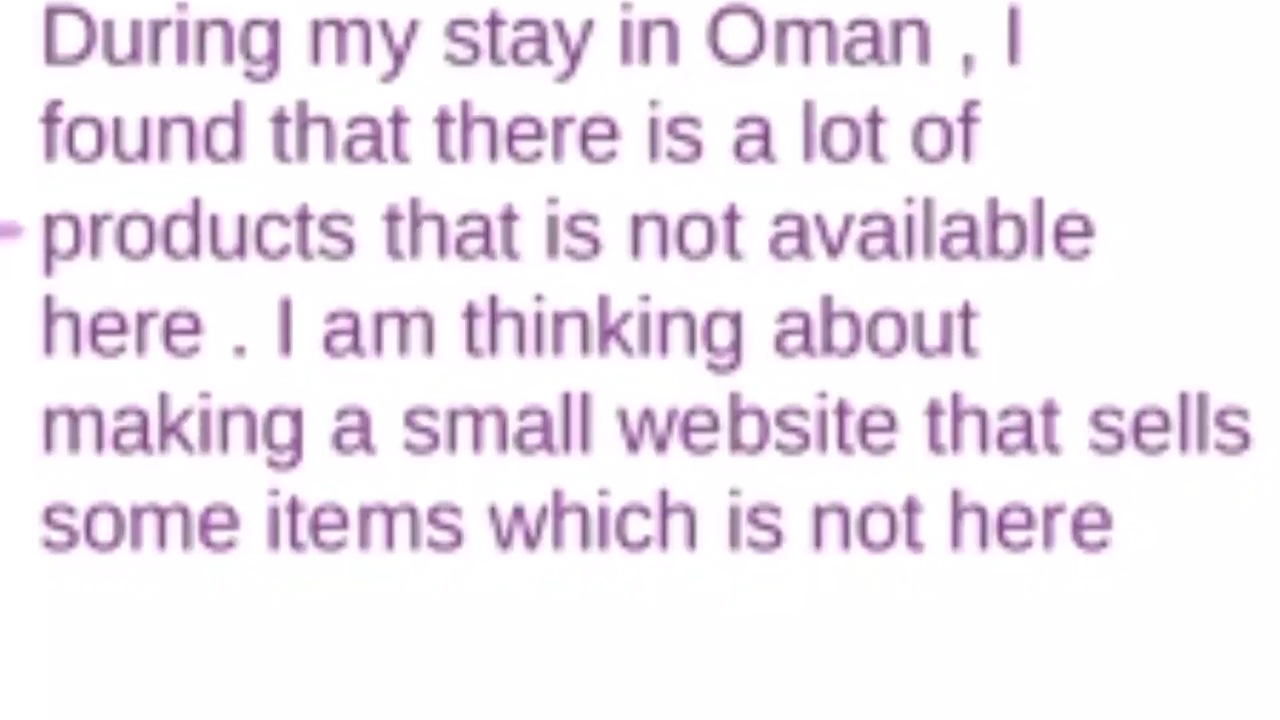 During my stay in Oman , I
found that there is a lot of
products that is not available
here . I am thinking about
making a small website that sells
some items which is not here